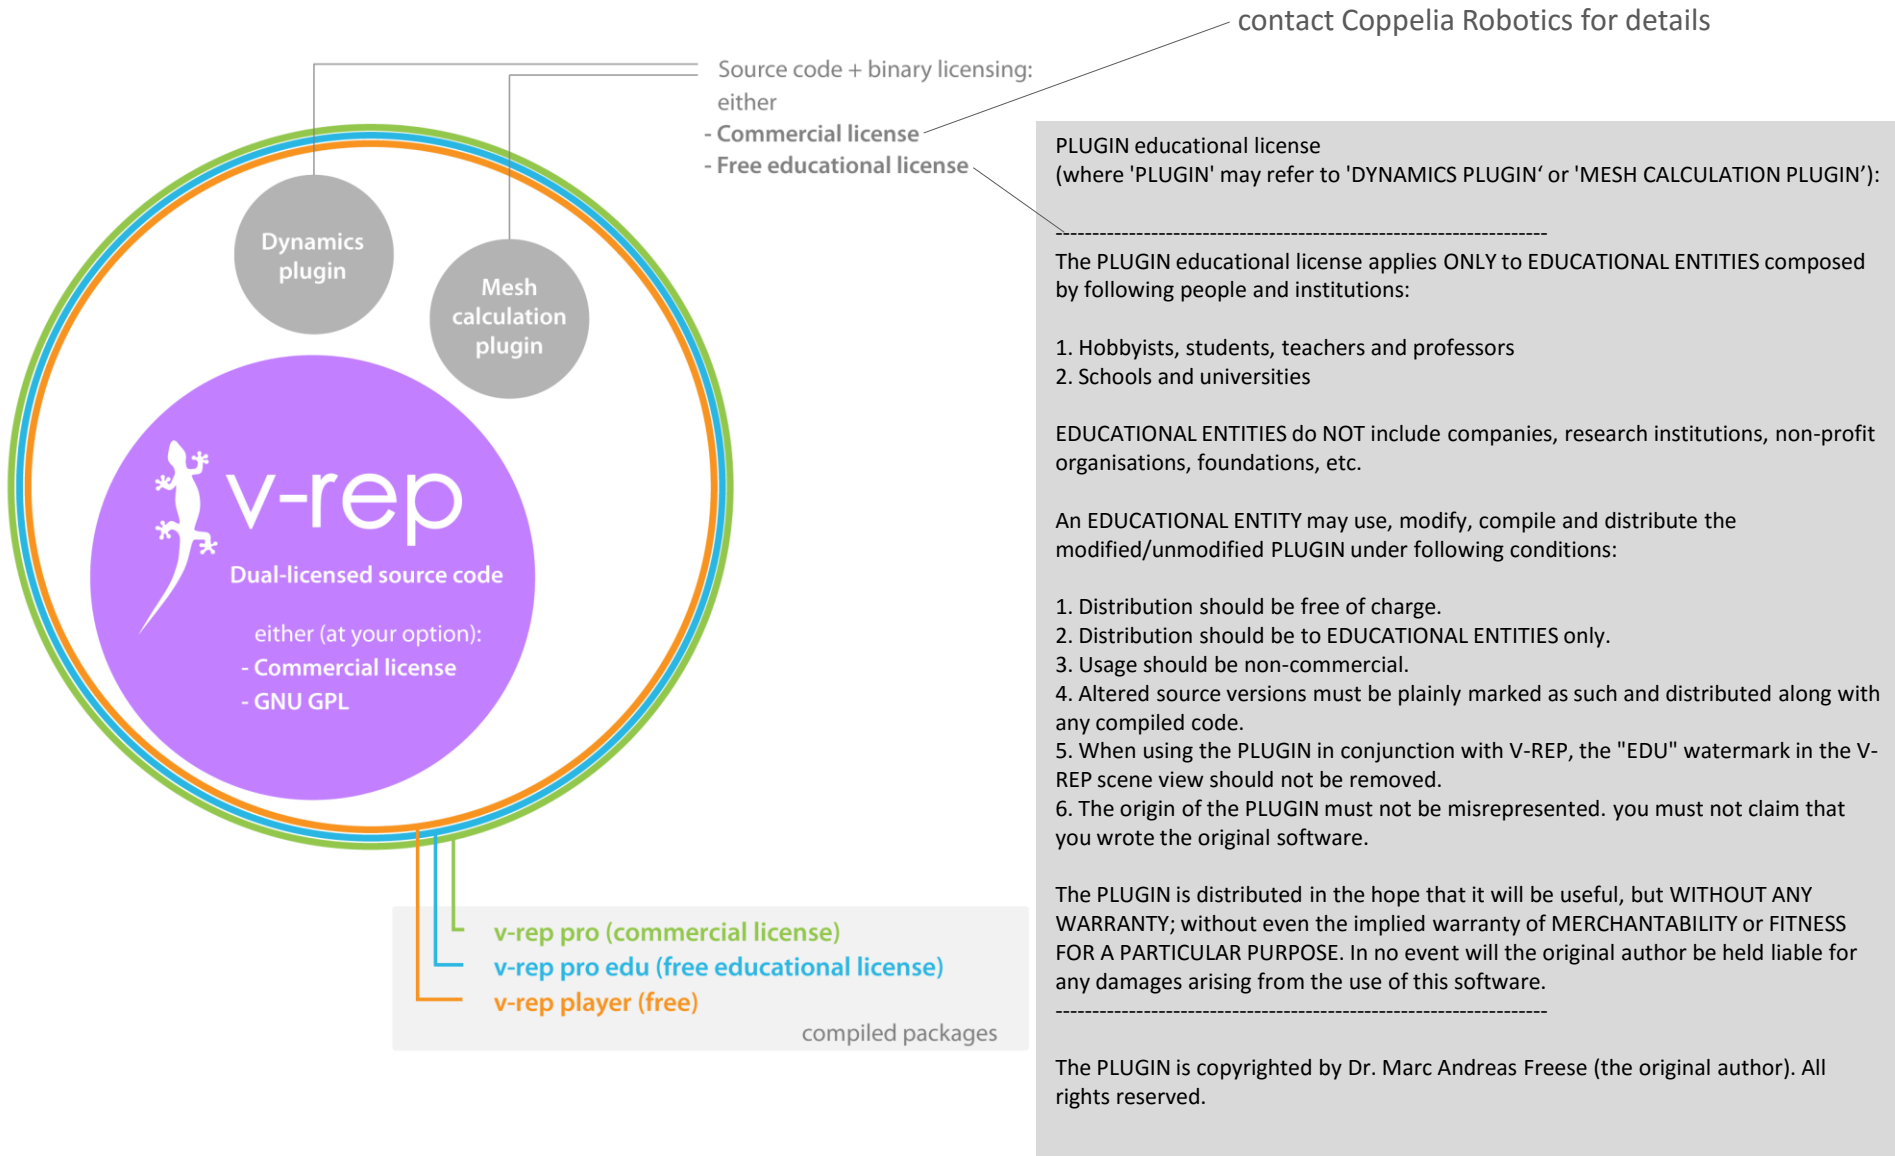 contact Coppelia Robotics for details
Source code + binary licensing:
either
- Commercial license
- Free educational license
Dynamics
plugin
Mesh
calculation
plugin
v-rep
Dual-licensed source code
either (at your option):
- Commercial license
- GNU GPL
v-rep pro (commercial license)
v-rep pro edu (free educational license)
v-rep player (free)
compiled packages
PLUGIN educational license
(where 'PLUGIN' may refer to 'DYNAMICS PLUGIN‘ or 'MESH CALCULATION PLUGIN’):
-------------------------------------------------------------------
The PLUGIN educational license applies ONLY to EDUCATIONAL ENTITIES composed
by following people and institutions:
1. Hobbyists, students, teachers and professors
2. Schools and universities
EDUCATIONAL ENTITIES do NOT include companies, research institutions, non-profit
organisations, foundations, etc.
An EDUCATIONAL ENTITY may use, modify, compile and distribute the
modified/unmodified PLUGIN under following conditions:
1. Distribution should be free of charge.
2. Distribution should be to EDUCATIONAL ENTITIES only.
3. Usage should be non-commercial.
4. Altered source versions must be plainly marked as such and distributed along with
any compiled code.
5. When using the PLUGIN in conjunction with V-REP, the "EDU" watermark in the V-
REP scene view should not be removed.
6. The origin of the PLUGIN must not be misrepresented. you must not claim that
you wrote the original software.
The PLUGIN is distributed in the hope that it will be useful, but WITHOUT ANY
WARRANTY; without even the implied warranty of MERCHANTABILITY or FITNESS
FOR A PARTICULAR PURPOSE. In no event will the original author be held liable for
any damages arising from the use of this software.
-------------------------------------------------------------------
The PLUGIN is copyrighted by Dr. Marc Andreas Freese (the original author). All
rights reserved.